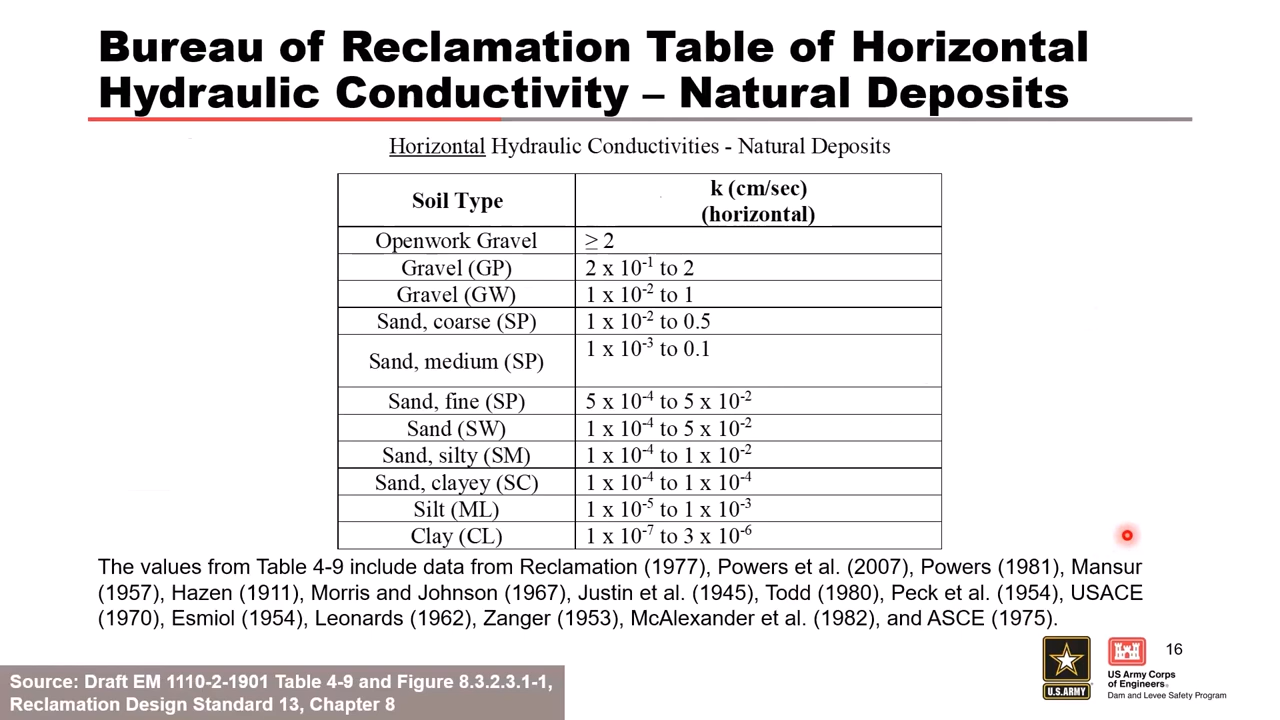 Bureau of Reclamation Table of Horizontal
Hydraulic Conductivity – Natural Deposits
Horizontal Hydraulic Conductivities - Natural Deposits
Soil Type
k (cm/sec)
(horizontal)
Openwork Gravel ≥ 2
Gravel (GP) 2 x 10⁻¹ to 2
Gravel (GW) 1 x 10⁻² to 1
Sand, coarse (SP) 1 x 10⁻² to 0.5
Sand, medium (SP) 1 x 10⁻³ to 0.1
Sand, fine (SP) 5 x 10⁻⁴ to 5 x 10⁻²
Sand (SW) 1 x 10⁻⁴ to 5 x 10⁻²
Sand, silty (SM) 1 x 10⁻⁴ to 1 x 10⁻²
Sand, clayey (SC) 1 x 10⁻⁴ to 1 x 10⁻⁴
Silt (ML) 1 x 10⁻⁵ to 1 x 10⁻³
Clay (CL) 1 x 10⁻⁷ to 3 x 10⁻⁶
The values from Table 4-9 include data from Reclamation (1977), Powers et al. (2007), Powers (1981), Mansur
(1957), Hazen (1911), Morris and Johnson (1967), Justin et al. (1945), Todd (1980), Peck et al. (1954), USACE
(1970), Esmiol (1954), Leonards (1962), Zanger (1953), McAlexander et al. (1982), and ASCE (1975).
16
U.S.ARMY
US Army Corps
of Engineers®
Dam and Levee Safety Program
Source: Draft EM 1110-2-1901 Table 4-9 and Figure 8.3.2.3.1-1,
Reclamation Design Standard 13, Chapter 8